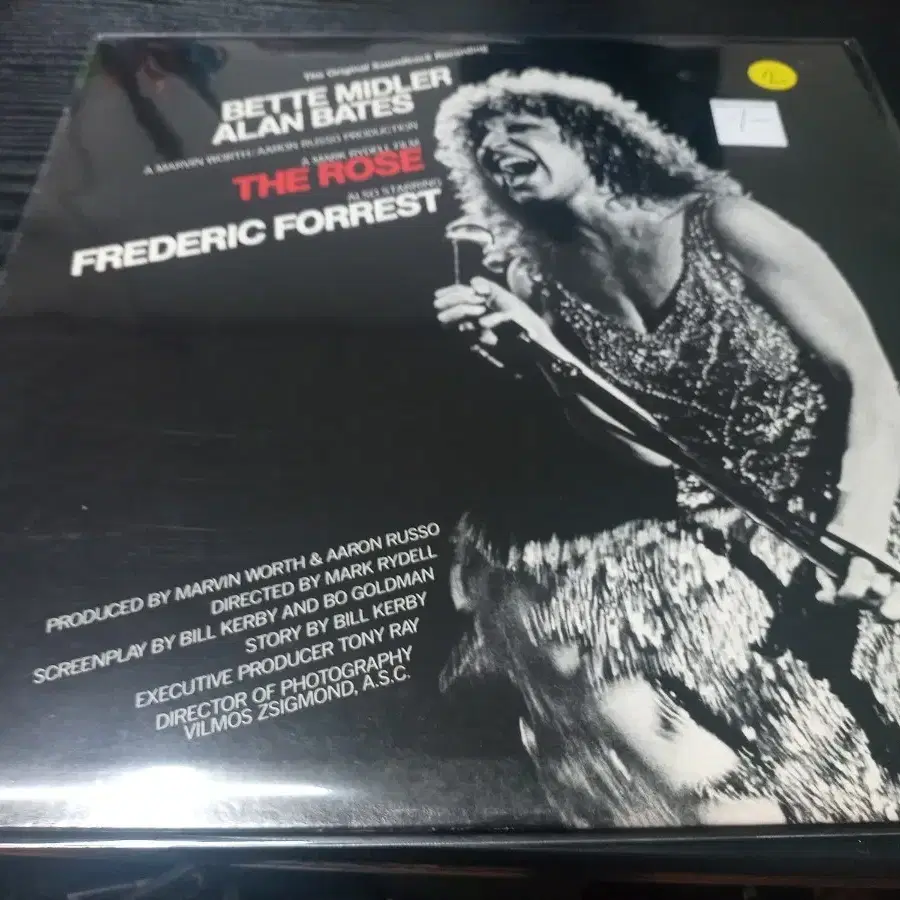 The Original Soundtrack Recording
BETTE MIDLER
ALAN BATES
A MARVIN WORTH/AARON RUSSO PRODUCTION
A MARK RYDELL FILM
THE ROSE
ALSO STARRING
FREDERIC FORREST
PRODUCED BY MARVIN WORTH & AARON RUSSO
DIRECTED BY MARK RYDELL
SCREENPLAY BY BILL KERBY AND BO GOLDMAN
STORY BY BILL KERBY
EXECUTIVE PRODUCER TONY RAY
DIRECTOR OF PHOTOGRAPHY
VILMOS ZSIGMOND, A.S.C.